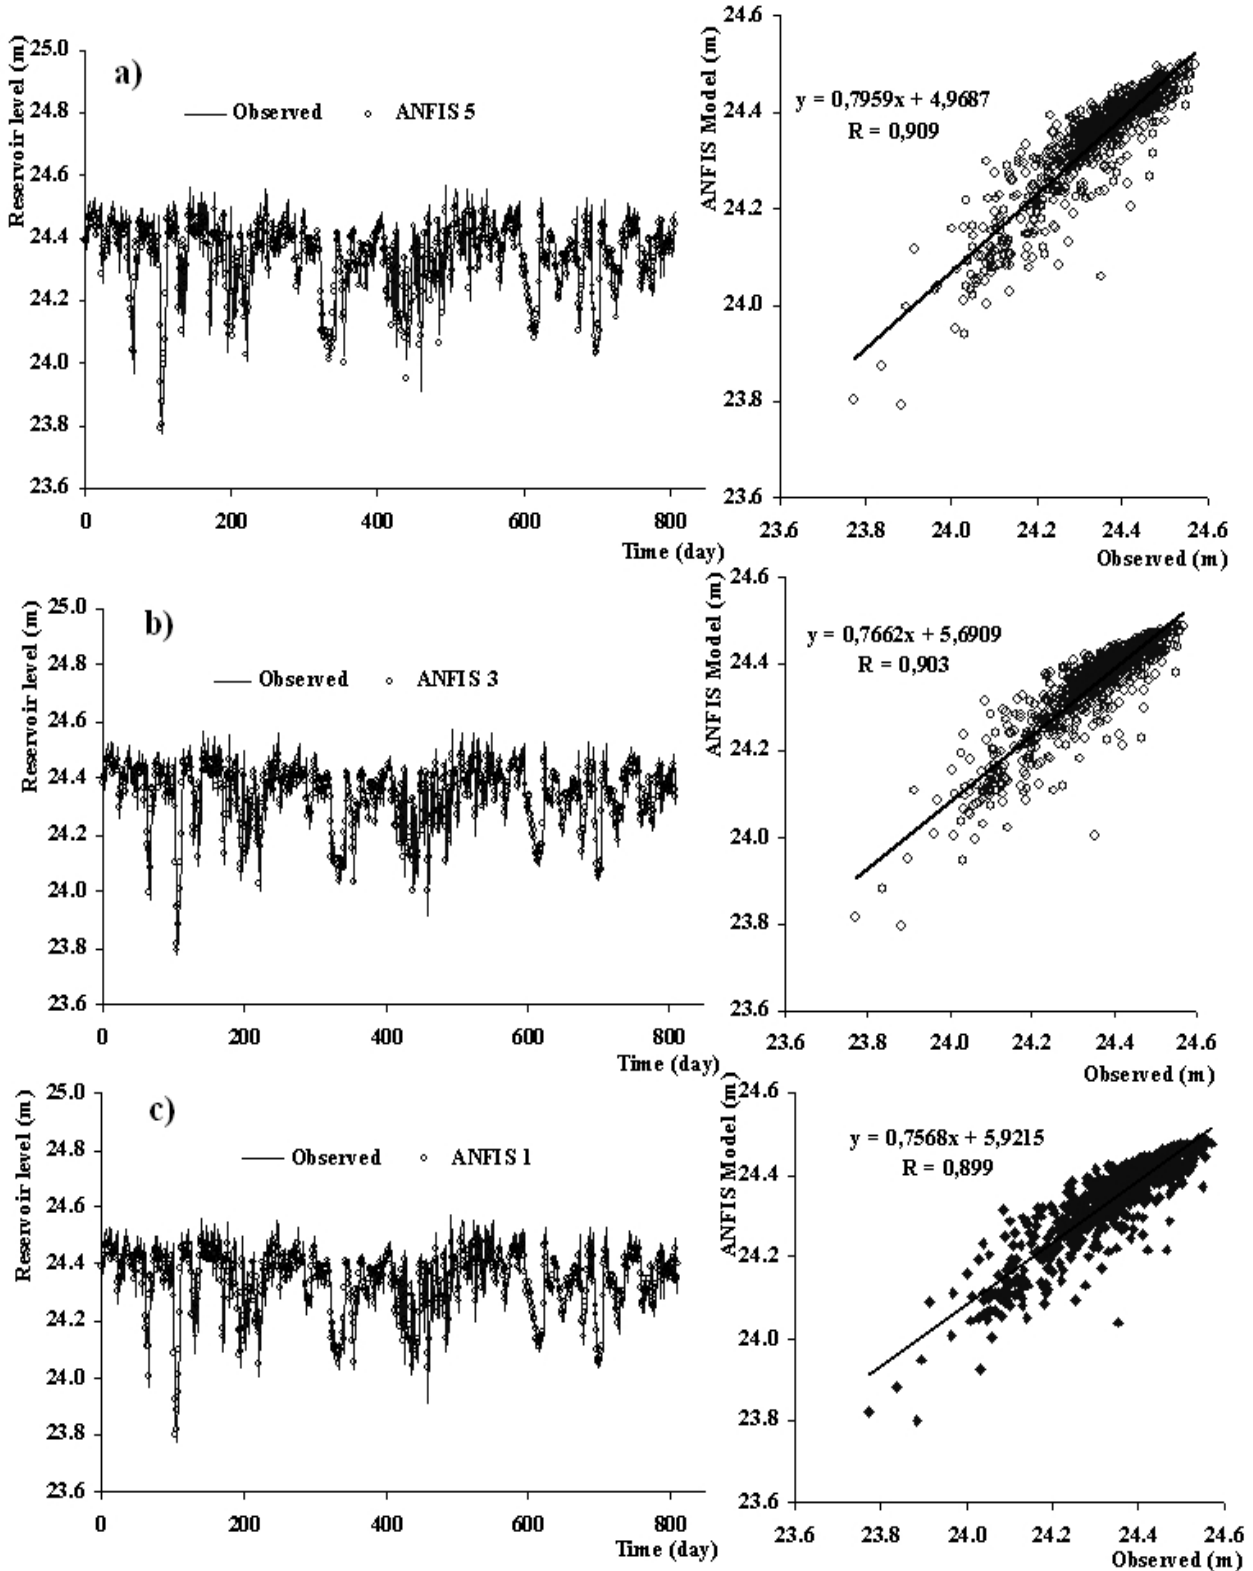 a)
Reservoir level (m)
25.0
24.8
24.6
24.4
24.2
24.0
23.8
23.6
Observed ANFIS 5
0 200 400 600 800
Time (day)
ANFIS Model (m)
24.6
24.4
24.2
24.0
23.8
23.6
y = 0,7959x + 4,9687
R = 0,909
23.6 23.8 24.0 24.2 24.4 24.6
Observed (m)
b)
Reservoir level (m)
25.0
24.8
24.6
24.4
24.2
24.0
23.8
23.6
Observed ANFIS 3
0 200 400 600 800
Time (day)
ANFIS Model (m)
24.6
24.4
24.2
24.0
23.8
23.6
y = 0,7662x + 5,6909
R = 0,903
23.6 23.8 24.0 24.2 24.4 24.6
Observed (m)
c)
Reservoir level (m)
25.0
24.8
24.6
24.4
24.2
24.0
23.8
23.6
Observed ANFIS 1
0 200 400 600 800
Time (day)
ANFIS Model (m)
24.6
24.4
24.2
24.0
23.8
23.6
y = 0,7568x + 5,9215
R = 0,899
23.6 23.8 24.0 24.2 24.4 24.6
Observed (m)